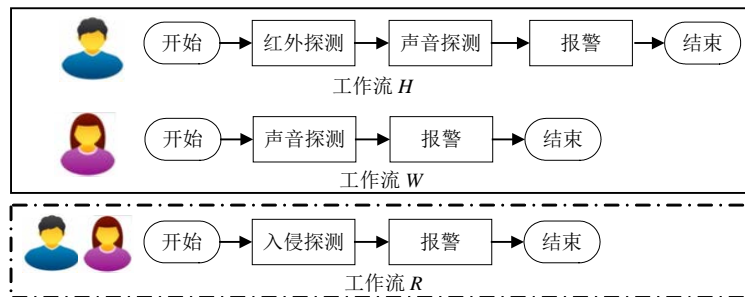 开始 红外探测 声音探测 报警 结束
工作流 H
开始 声音探测 报警 结束
工作流 W
开始 入侵探测 报警 结束
工作流 R